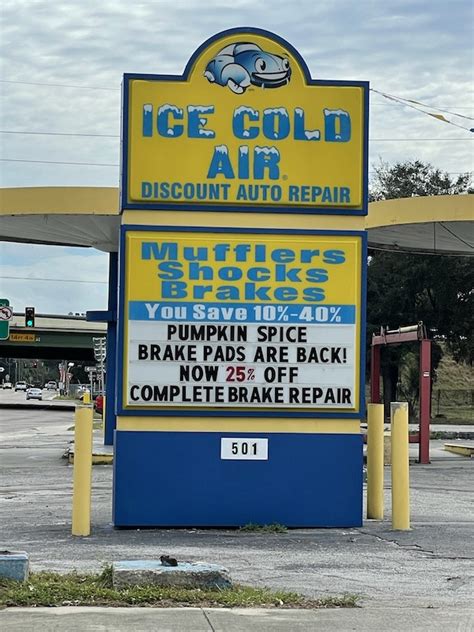 ICE COLD
AIR®
DISCOUNT AUTO REPAIR
Mufflers
Shocks
Brakes
You Save 10%-40%
PUMPKIN SPICE
BRAKE PADS ARE BACK!
NOW 25% OFF
COMPLETE BRAKE REPAIR
501